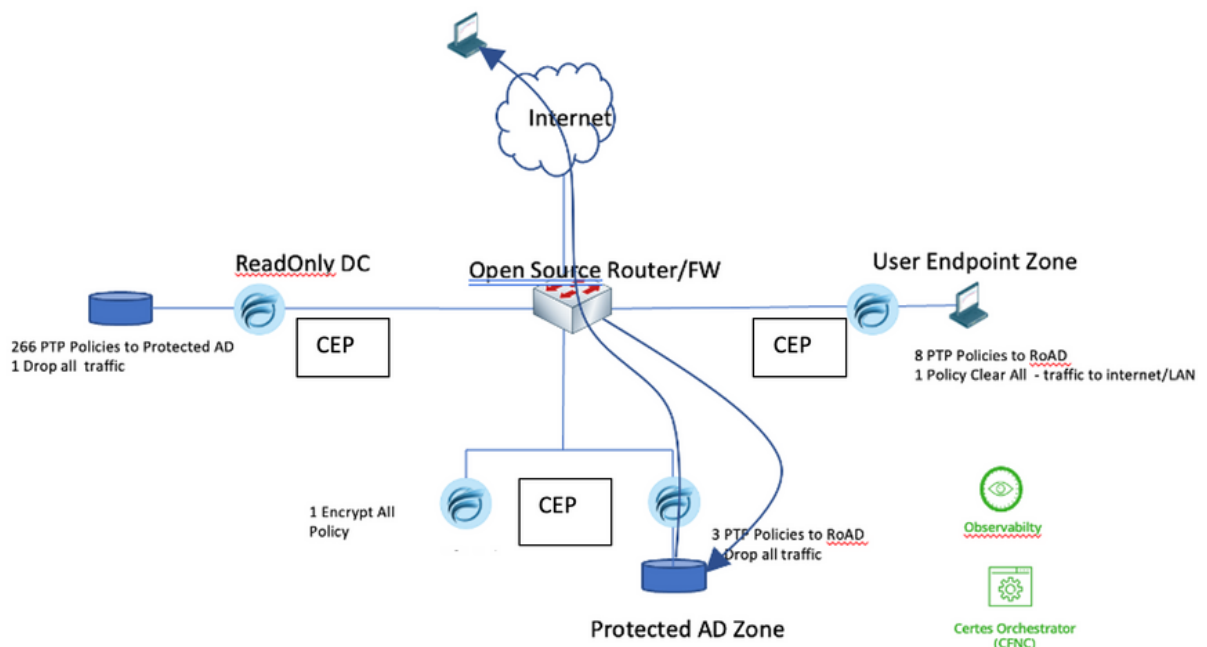 Internet
ReadOnly DC
Open Source Router/FW
User Endpoint Zone
CEP
CEP
266 PTP Policies to Protected AD
1 Drop all traffic
8 PTP Policies to RoAD
1 Policy Clear All - traffic to internet/LAN
1 Encrypt All
Policy
CEP
3 PTP Policies to RoAD
Drop all traffic
Observabilty
Protected AD Zone
Certes Orchestrator
(CFNC)